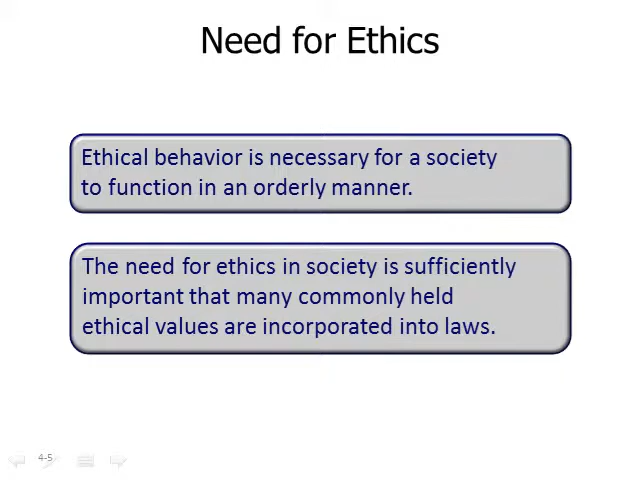 Need for Ethics
Ethical behavior is necessary for a society
to function in an orderly manner.
The need for ethics in society is sufficiently
important that many commonly held
ethical values are incorporated into laws.
4-5